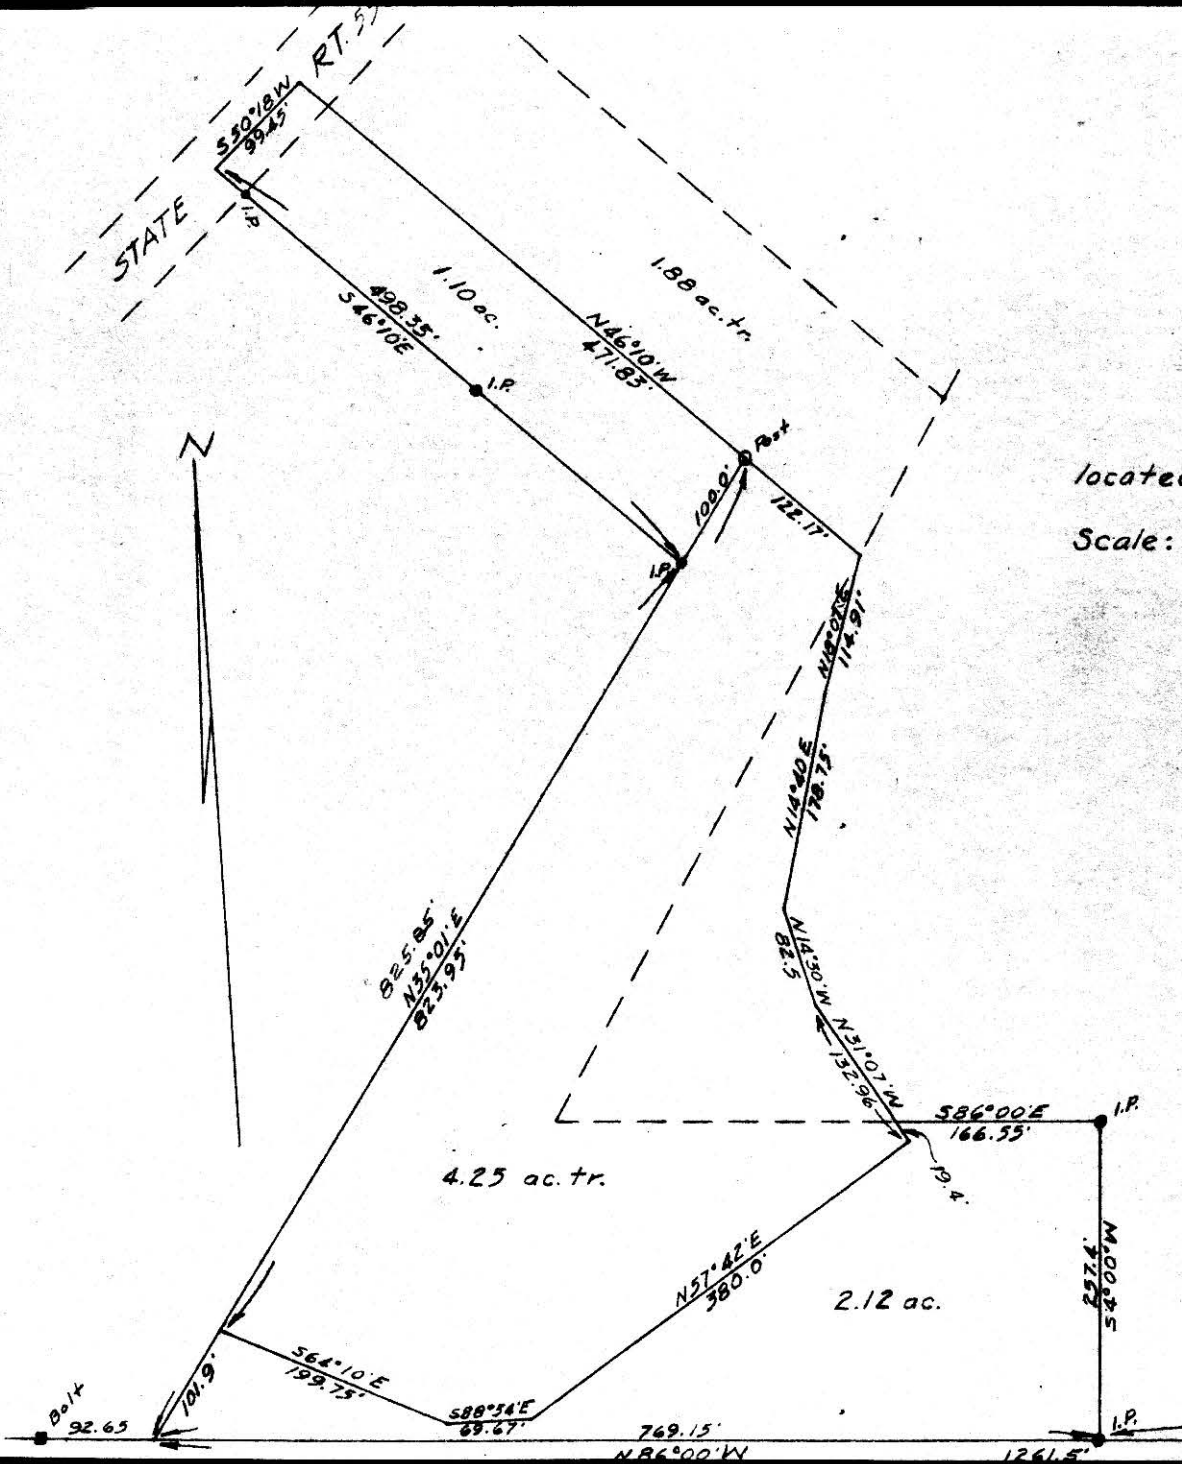 STATE RT.
S50°18'W
99.45'
I.P.
1.10 ac.
498.35'
S46°10'E
1.88 ac. tr.
N46°10'W
471.83'
I.P.
Post
N
100.0'
122.17'
located
Scale:
I.P.
114.91'
N14°40'E
178.75'
825.85'
N35°01'E
823.95'
N14°30'W
82.5
N31°07'W
132.96
S86°00'E
166.55'
I.P.
19.4'
4.25 ac. tr.
N57°42'E
380.0'
2.12 ac.
257.4'
S4°00'W
S64°10'E
199.75'
101.9'
S88°54'E
69.67'
Bolt
92.65
769.15'
N86°00'W
I.P.
1261.5'